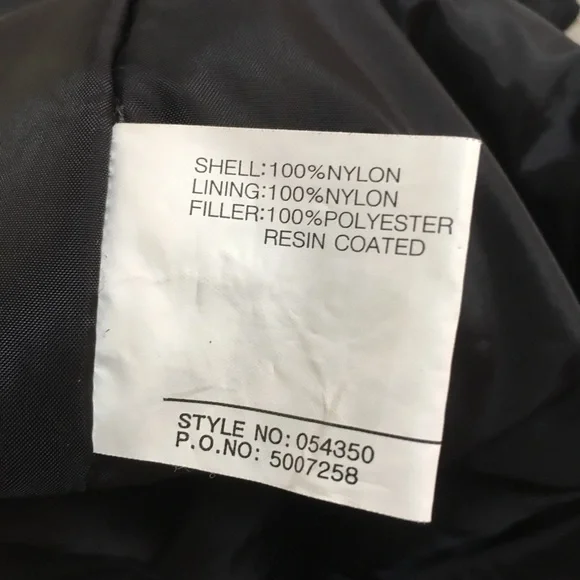 SHELL:100%NYLON
LINING:100%NYLON
FILLER:100%POLYESTER
RESIN COATED
STYLE NO: 054350
P.O.NO: 5007258